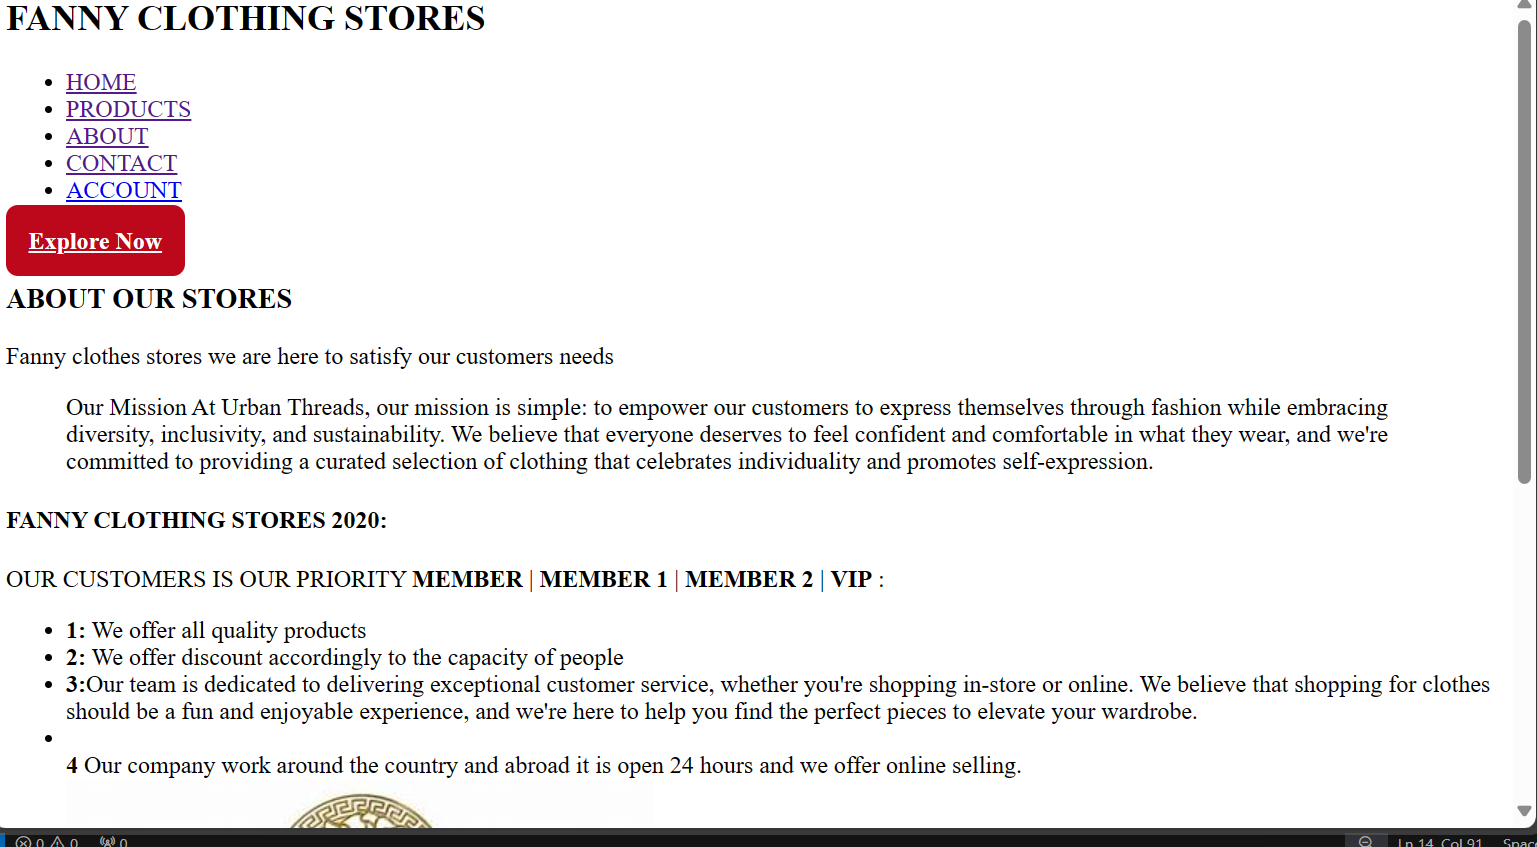 FANNY CLOTHING STORES
HOME
PRODUCTS
ABOUT
CONTACT
ACCOUNT
Explore Now
ABOUT OUR STORES
Fanny clothes stores we are here to satisfy our customers needs
Our Mission At Urban Threads, our mission is simple: to empower our customers to express themselves through fashion while embracing
diversity, inclusivity, and sustainability. We believe that everyone deserves to feel confident and comfortable in what they wear, and we're
committed to providing a curated selection of clothing that celebrates individuality and promotes self-expression.
FANNY CLOTHING STORES 2020:
OUR CUSTOMERS IS OUR PRIORITY MEMBER | MEMBER 1 | MEMBER 2 | VIP :
1: We offer all quality products
2: We offer discount accordingly to the capacity of people
3:Our team is dedicated to delivering exceptional customer service, whether you're shopping in-store or online. We believe that shopping for clothes
should be a fun and enjoyable experience, and we're here to help you find the perfect pieces to elevate your wardrobe.
4 Our company work around the country and abroad it is open 24 hours and we offer online selling.
0 0 0 Ln 14, Col 91